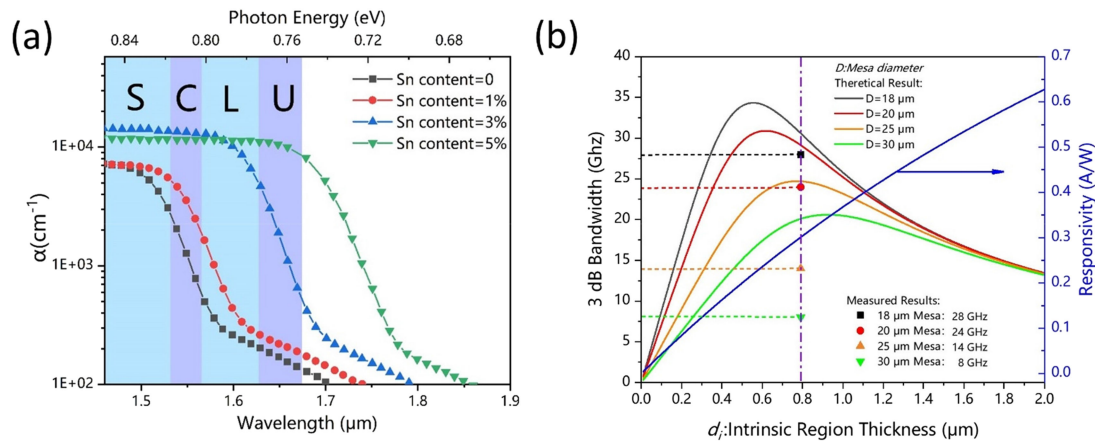 (a)
Photon Energy (eV)
0.84 0.80 0.76 0.72 0.68
S C L U
Sn content=0
Sn content=1%
Sn content=3%
Sn content=5%
1E+04
1E+03
1E+02
α(cm⁻¹)
1.5 1.6 1.7 1.8 1.9
Wavelength (μm)
(b)
40
35
30
25
20
15
10
5
0
3 dB Bandwidth (Ghz)
D:Mesa diameter
Theretical Result:
D=18 μm
D=20 μm
D=25 μm
D=30 μm
Measured Results:
18 μm Mesa: 28 GHz
20 μm Mesa: 24 GHz
25 μm Mesa: 14 GHz
30 μm Mesa: 8 GHz
0.7
0.6
0.5
0.4
0.3
0.2
0.1
0.0
Responsivity (A/W)
0.0 0.2 0.4 0.6 0.8 1.0 1.2 1.4 1.6 1.8 2.0
dᵢ:Intrinsic Region Thickness (μm)